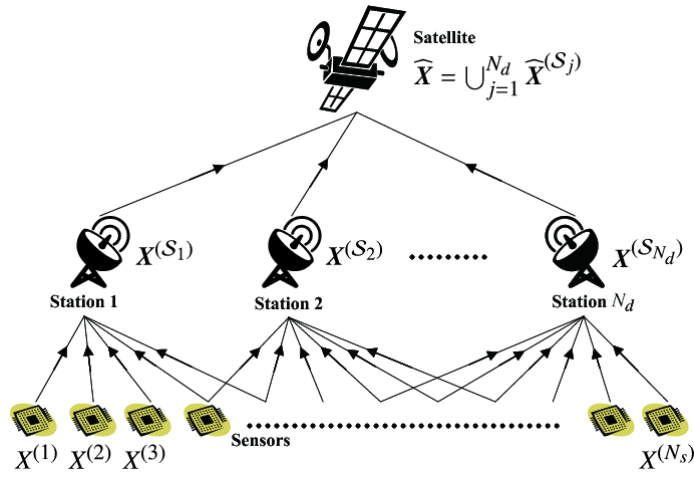 Satellite
X̂ = ⋃_{j=1}^{N_d} X̂^{(S_j)}
X^{(S_1)}
X^{(S_2)}
X^{(S_{N_d})}
Station 1
Station 2
Station N_d
Sensors
X^{(1)}
X^{(2)}
X^{(3)}
X^{(N_s)}